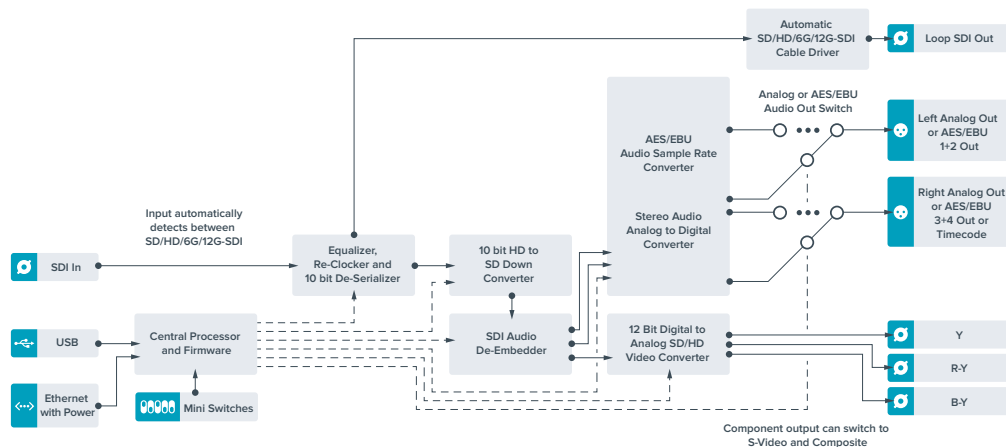 Automatic
SD/HD/6G/12G-SDI
Cable Driver
Loop SDI Out
Analog or AES/EBU
Audio Out Switch
Left Analog Out
or AES/EBU
1+2 Out
AES/EBU
Audio Sample Rate
Converter
Right Analog Out
or AES/EBU
3+4 Out or
Timecode
Stereo Audio
Analog to Digital
Converter
Input automatically
detects between
SD/HD/6G/12G-SDI
SDI In
Equalizer,
Re-Clocker and
10 bit De-Serializer
10 bit HD to
SD Down
Converter
USB
Central Processor
and Firmware
SDI Audio
De-Embedder
12 Bit Digital to
Analog SD/HD
Video Converter
Y
R-Y
B-Y
Ethernet
with Power
Mini Switches
Component output can switch to
S-Video and Composite